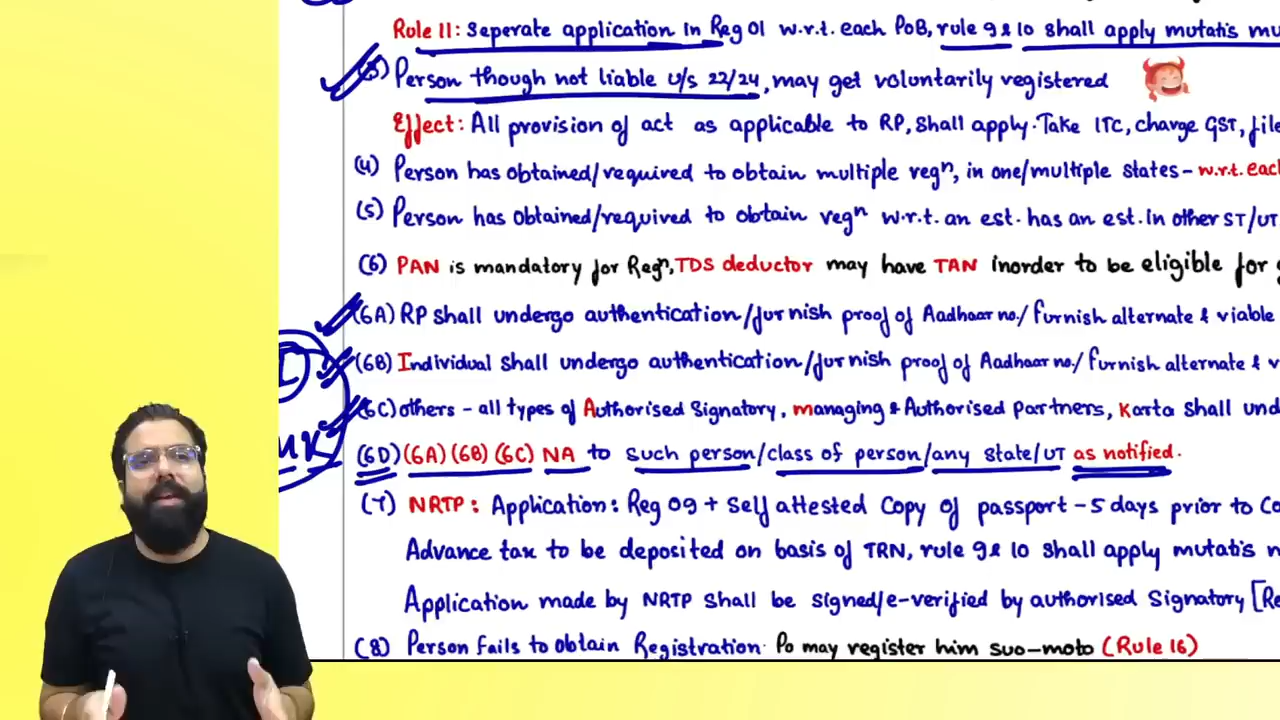 Rule 11: Seperate application in Reg 01 w.r.t. each PoB, rule 9 & 10 shall apply mutatis mu
(3) Person though not liable u/s 22/24, may get voluntarily registered
Effect: All provision of act as applicable to RP, Shall apply. Take ITC, charge GST, file
(4) Person has obtained/required to obtain multiple regⁿ, in one/multiple states - w.r.t. each
(5) Person has obtained/required to obtain regⁿ w.r.t. an est. has an est. in other ST/UT
(6) PAN is mandatory for Regⁿ, TDS deductor may have TAN inorder to be eligible for g
(6A) RP shall undergo authentication/furnish proof of Aadhaar no./ furnish alternate & viable
(6B) Individual shall undergo authentication/furnish proof of Aadhaar no./ furnish alternate & v
(6C) others - all types of Authorised Signatory, managing & Authorised Partners, Karta shall und
(6D) (6A) (6B) (6C) NA to such person/class of person/any state/UT as notified.
(7) NRTP: Application: Reg 09 + Self attested Copy of passport - 5 days prior to Co
Advance tax to be deposited on basis of TRN, rule 9 & 10 shall apply mutatis m
Application made by NRTP shall be signed/e-verified by authorised Signatory [Re
(8) Person fails to obtain Registration. Po may register him suo-moto (Rule 16)